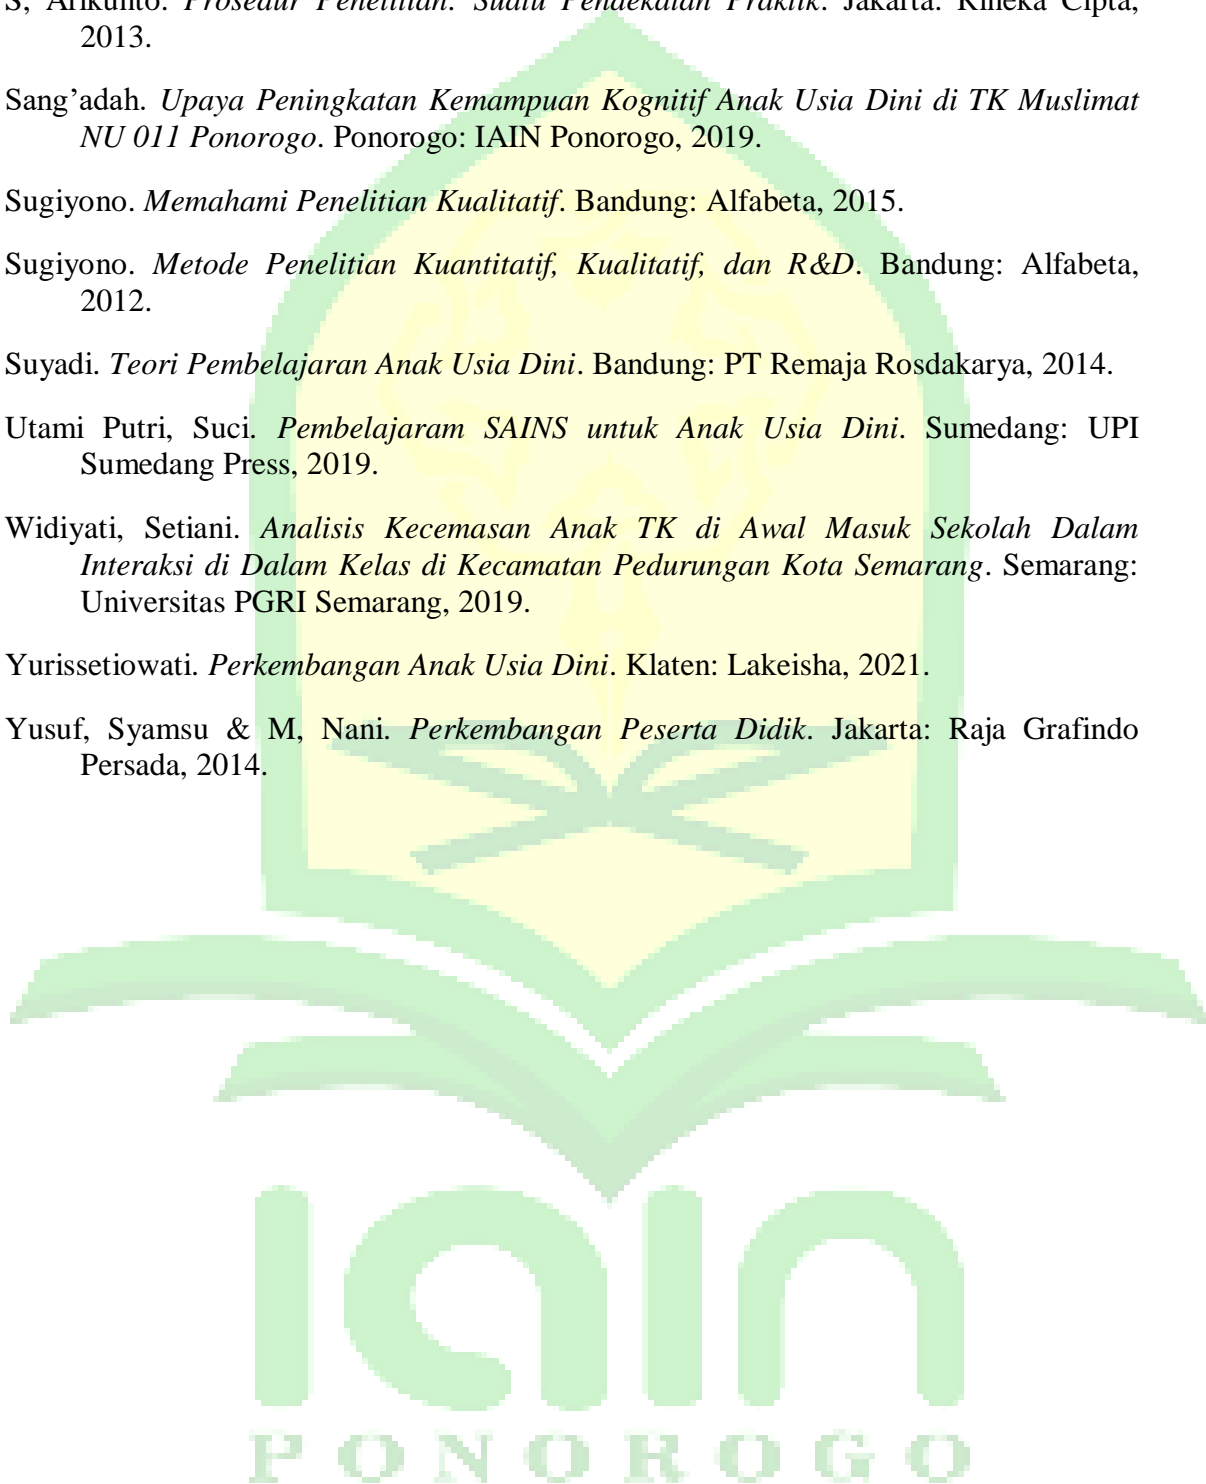 S, Arikunto. Prosedur Penelitian: Suatu Pendekatan Praktik. Jakarta: Rineka Cipta,
2013.
Sang’adah. Upaya Peningkatan Kemampuan Kognitif Anak Usia Dini di TK Muslimat
NU 011 Ponorogo. Ponorogo: IAIN Ponorogo, 2019.
Sugiyono. Memahami Penelitian Kualitatif. Bandung: Alfabeta, 2015.
Sugiyono. Metode Penelitian Kuantitatif, Kualitatif, dan R&D. Bandung: Alfabeta,
2012.
Suyadi. Teori Pembelajaran Anak Usia Dini. Bandung: PT Remaja Rosdakarya, 2014.
Utami Putri, Suci. Pembelajaram SAINS untuk Anak Usia Dini. Sumedang: UPI
Sumedang Press, 2019.
Widiyati, Setiani. Analisis Kecemasan Anak TK di Awal Masuk Sekolah Dalam
Interaksi di Dalam Kelas di Kecamatan Pedurungan Kota Semarang. Semarang:
Universitas PGRI Semarang, 2019.
Yurissetiowati. Perkembangan Anak Usia Dini. Klaten: Lakeisha, 2021.
Yusuf, Syamsu & M, Nani. Perkembangan Peserta Didik. Jakarta: Raja Grafindo
Persada, 2014.
iain
PONOROGO